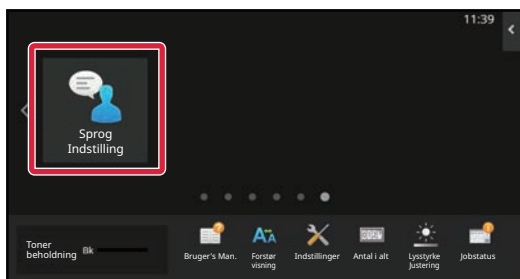 11:39
Sprog
Indstilling
Toner
beholdning Bk
Bruger's Man.
Forstør
visning
Indstillinger
Antal i alt
Lysstyrke
Justering
Jobstatus